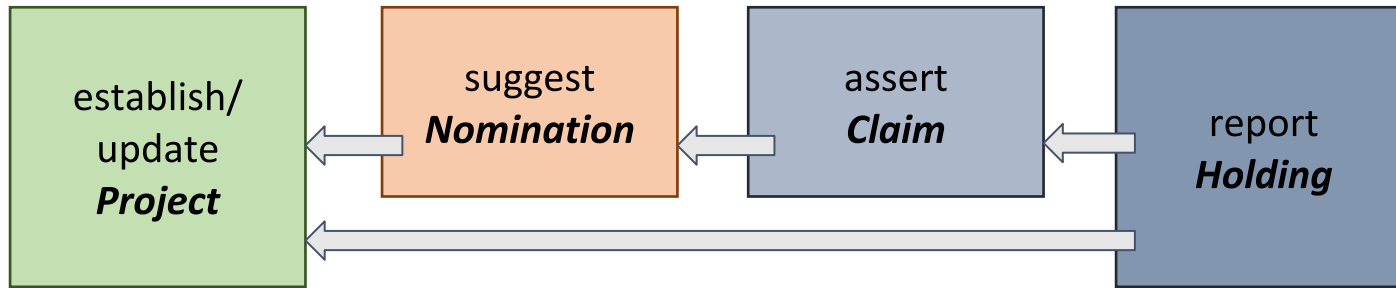 establish/
update
Project
suggest
Nomination
assert
Claim
report
Holding